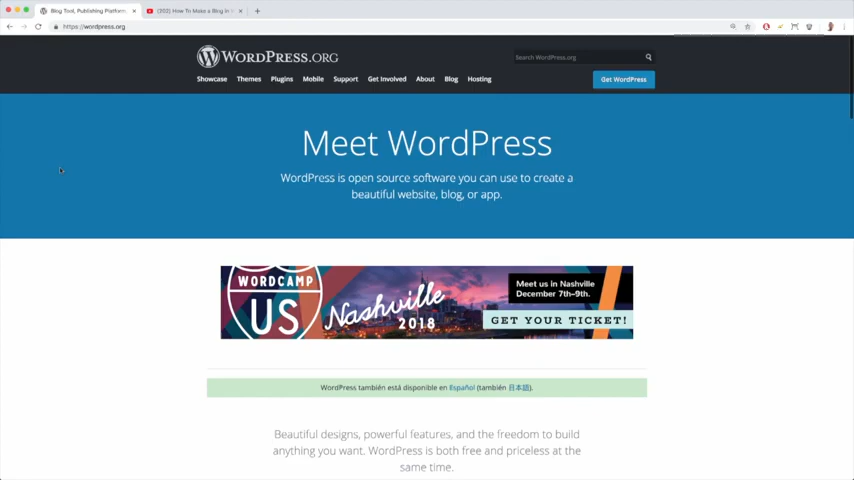 Blog Tool, Publishing Platform
(202) How To Make a Blog in
https://wordpress.org
WORDPRESS.ORG
Search WordPress.org
Showcase Themes Plugins Mobile Support Get Involved About Blog Hosting
Get WordPress
Meet WordPress
WordPress is open source software you can use to create a
beautiful website, blog, or app.
WORDCAMP
US
Nashville
2018
Meet us in Nashville
December 7th-9th.
GET YOUR TICKET!
WordPress también está disponible en Español (también 日本語).
Beautiful designs, powerful features, and the freedom to build
anything you want. WordPress is both free and priceless at the
same time.